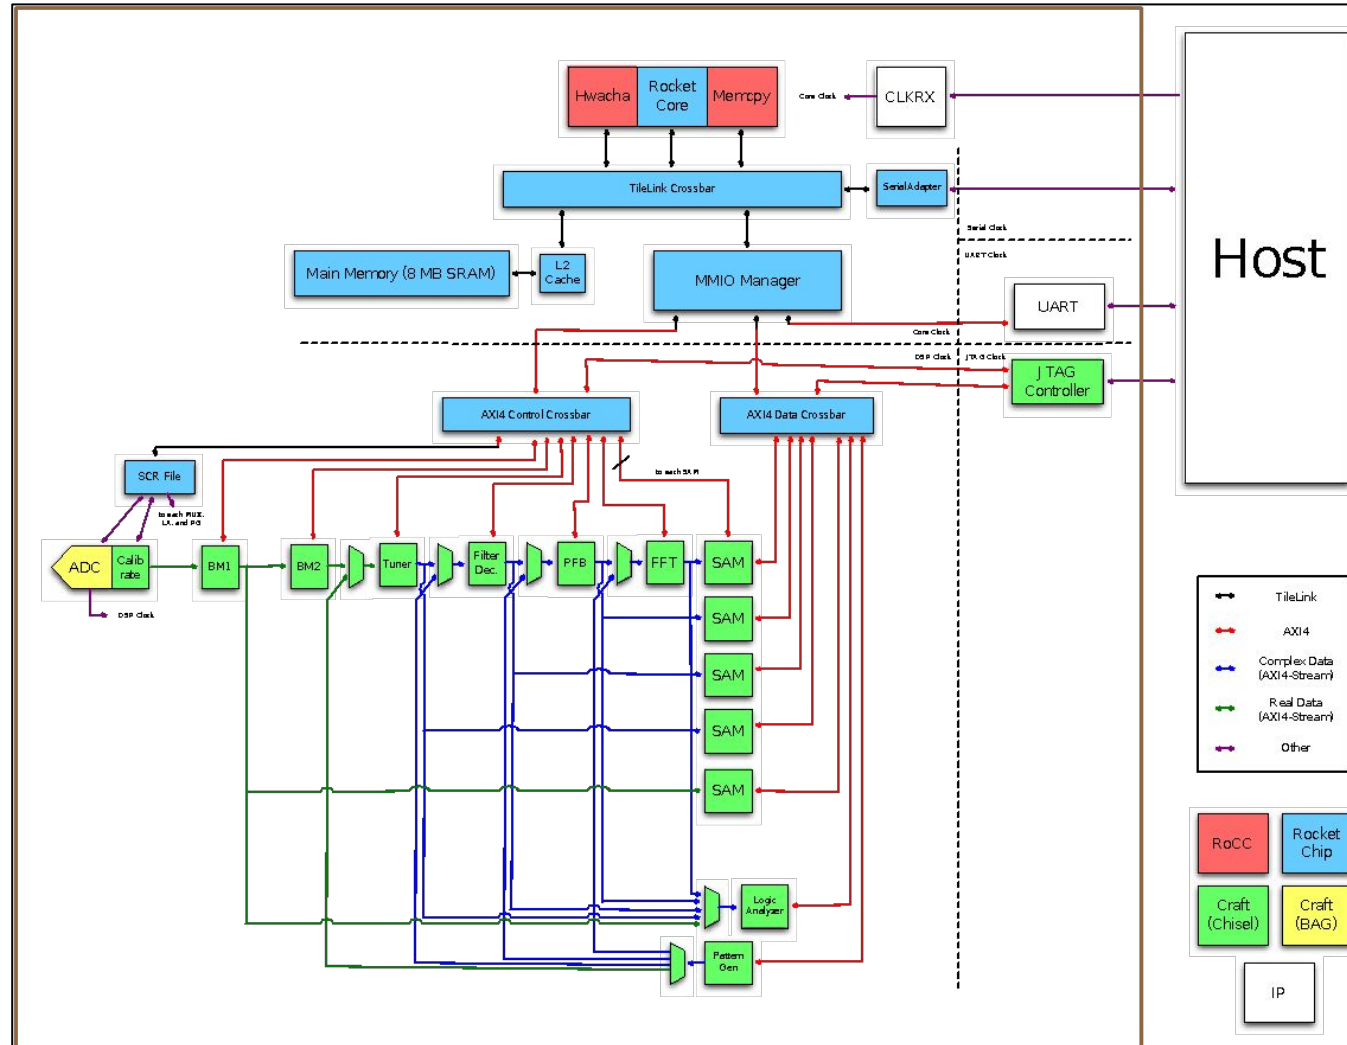 Hwacha
Rocket
Core
Memcpy
Core Clock
CLKRX
TileLink Crossbar
SerialAdapter
Serial Clock
UART Clock
Host
Main Memory (8 MB SRAM)
L2
Cache
MMIO Manager
UART
Core Clock
DSP Clock
JTAG Clock
JTAG
Controller
AXI4 Control Crossbar
AXI4 Data Crossbar
SCR File
to each MUX,
LA, and PG
to each SAM
ADC
Calib
rate
BM1
BM2
Tuner
Filter
Dec.
PFB
FFT
SAM
DSP Clock
SAM
SAM
SAM
SAM
Logic
Analyzer
Pattern
Gen
TileLink
AXI4
Complex Data
(AXI4-Stream)
Real Data
(AXI4-Stream)
Other
RoCC
Rocket
Chip
Craft
(Chisel)
Craft
(BAG)
IP